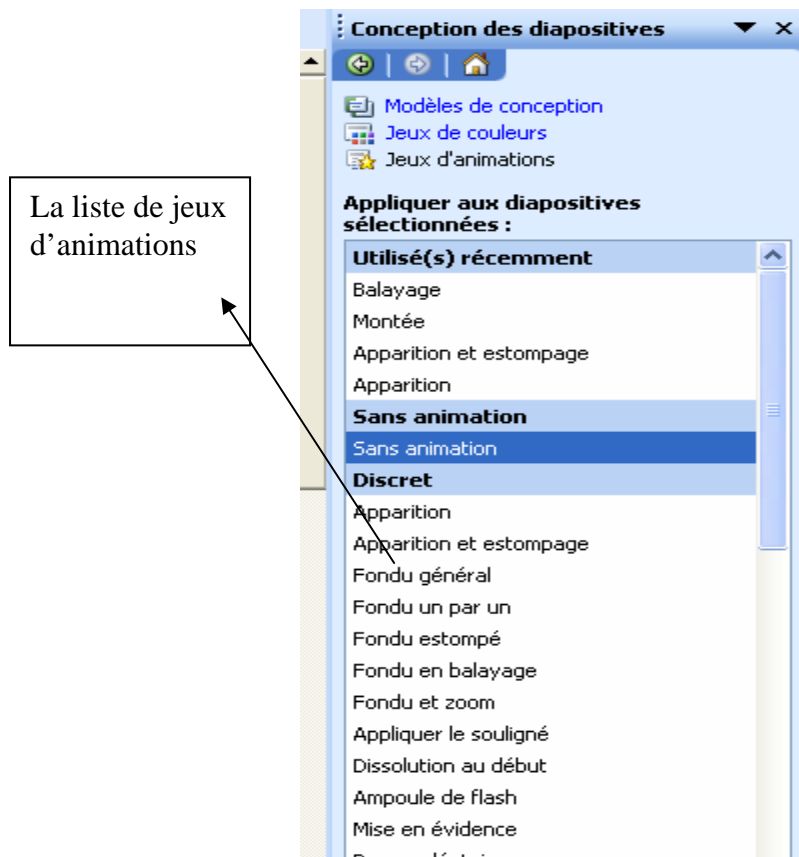 Conception des diapositives
Modèles de conception
Jeux de couleurs
Jeux d'animations
La liste de jeux
d’animations
Appliquer aux diapositives
sélectionnées :
Utilisé(s) récemment
Balayage
Montée
Apparition et estompage
Apparition
Sans animation
Sans animation
Discret
Apparition
Apparition et estompage
Fondu général
Fondu un par un
Fondu estompé
Fondu en balayage
Fondu et zoom
Appliquer le souligné
Dissolution au début
Ampoule de flash
Mise en évidence